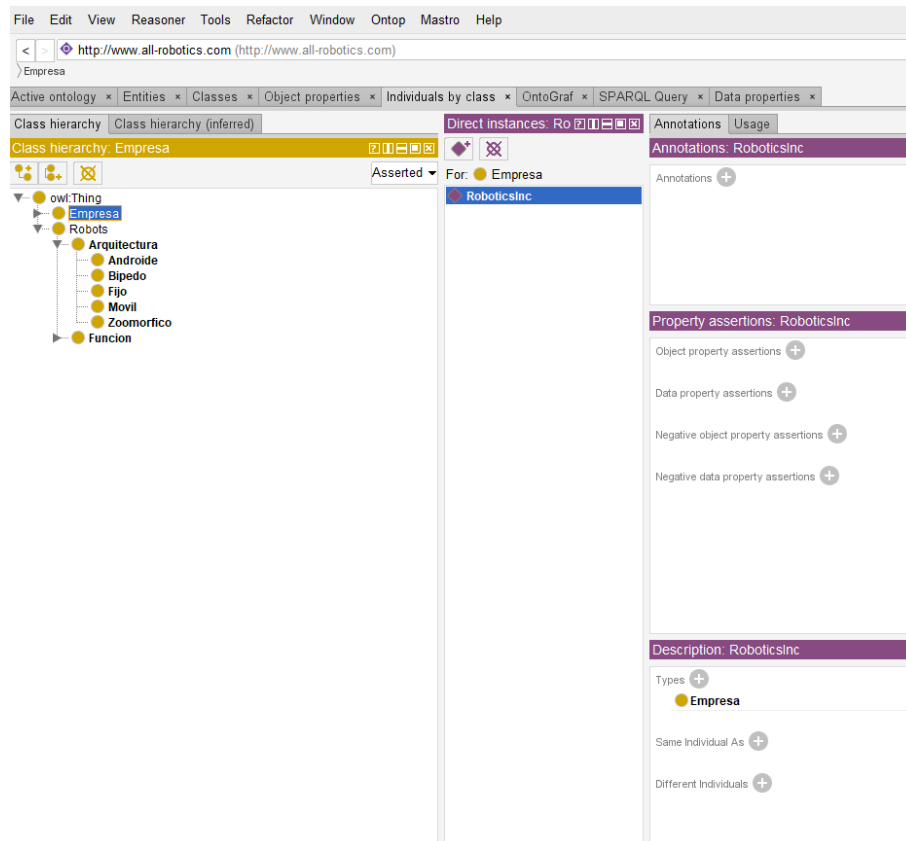 File Edit View Reasoner Tools Refactor Window Ontop Mastro Help
< > http://www.all-robotics.com (http://www.all-robotics.com)
Empresa
Active ontology × Entities × Classes × Object properties × Individuals by class × OntoGraf × SPARQL Query × Data properties ×
Class hierarchy Class hierarchy (inferred)
Class hierarchy: Empresa
Asserted
owl:Thing
Empresa
Robots
Arquitectura
Androide
Bipedo
Fijo
Movil
Zoomorfico
Funcion
Direct instances: Ro
For: Empresa
RoboticsInc
Annotations Usage
Annotations: RoboticsInc
Annotations
Property assertions: RoboticsInc
Object property assertions
Data property assertions
Negative object property assertions
Negative data property assertions
Description: RoboticsInc
Types
Empresa
Same Individual As
Different Individuals